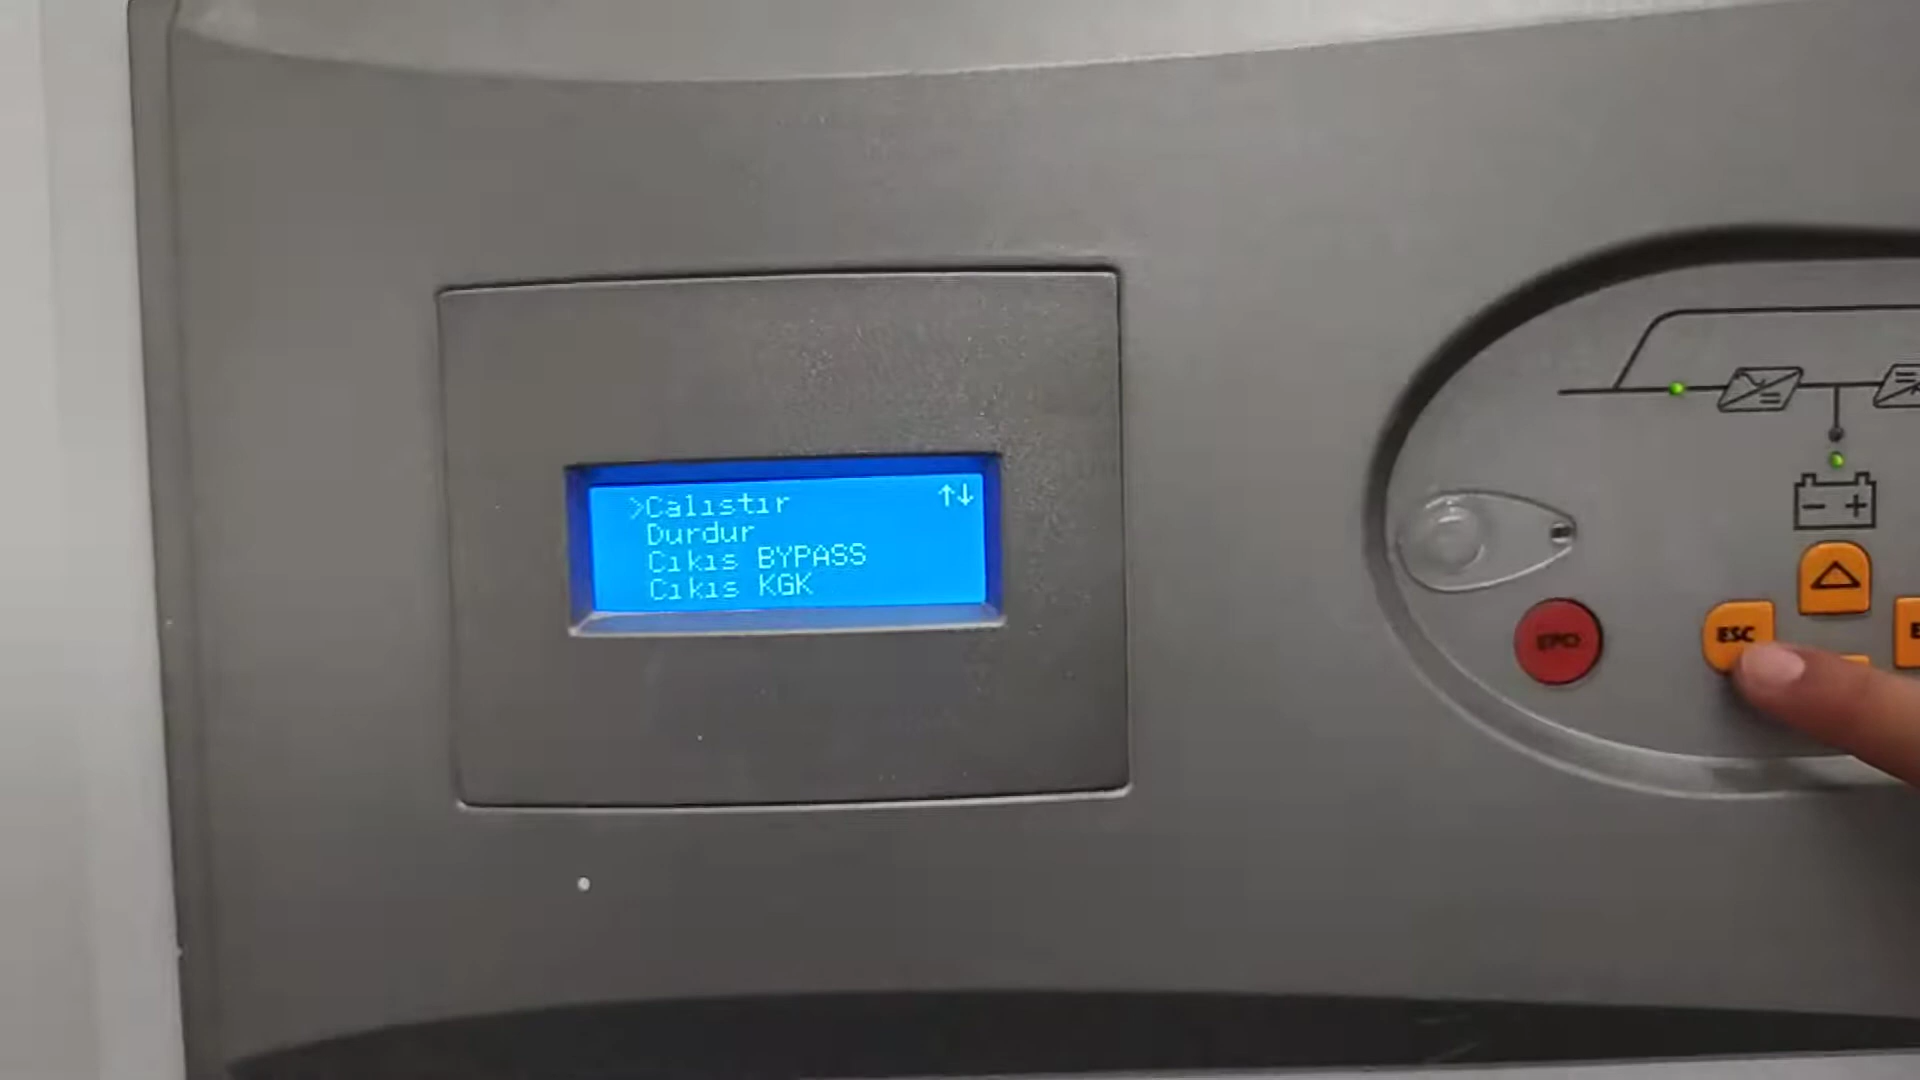 >Calıstır ↑↓
Durdur
Cıkıs BYPASS
Cıkıs KGK
EPO
ESC